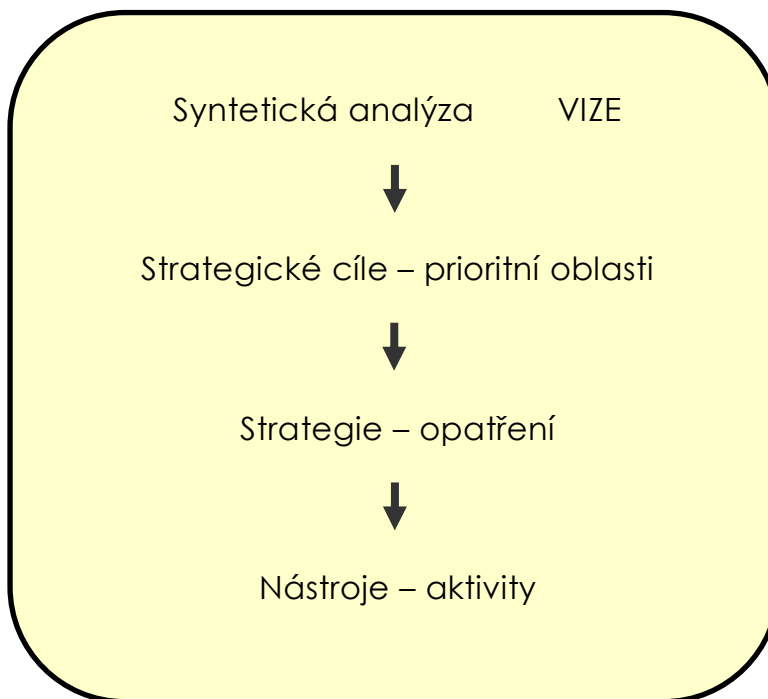 Syntetická analýza VIZE
Strategické cíle – prioritní oblasti
Strategie – opatření
Nástroje – aktivity